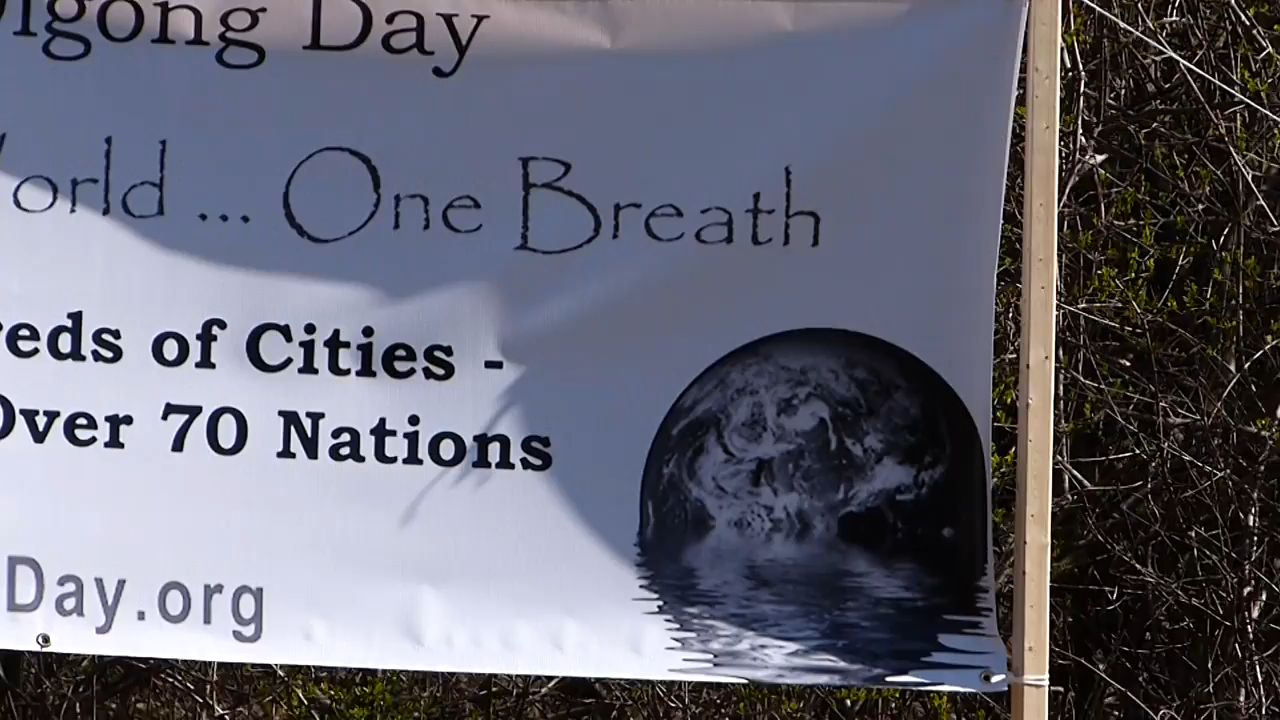 igong Day
orld ... One Breath
eds of Cities -
Over 70 Nations
Day.org